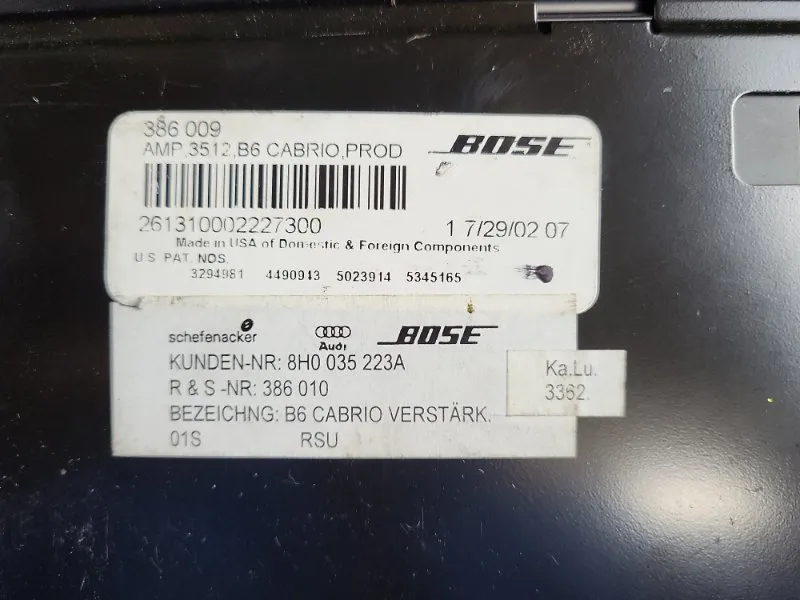 386 009
AMP,3512,B6 CABRIO,PROD
BOSE
261310002227300
1 7/29/02 07
Made in USA of Domestic & Foreign Components
U.S. PAT. NOS.
3294981 4490943 5023914 5345165
schefenacker
Audi
BOSE
KUNDEN-NR: 8H0 035 223A
R & S -NR: 386 010
BEZEICHNG: B6 CABRIO VERSTÄRK.
01S RSU
Ka.Lu.
3362.